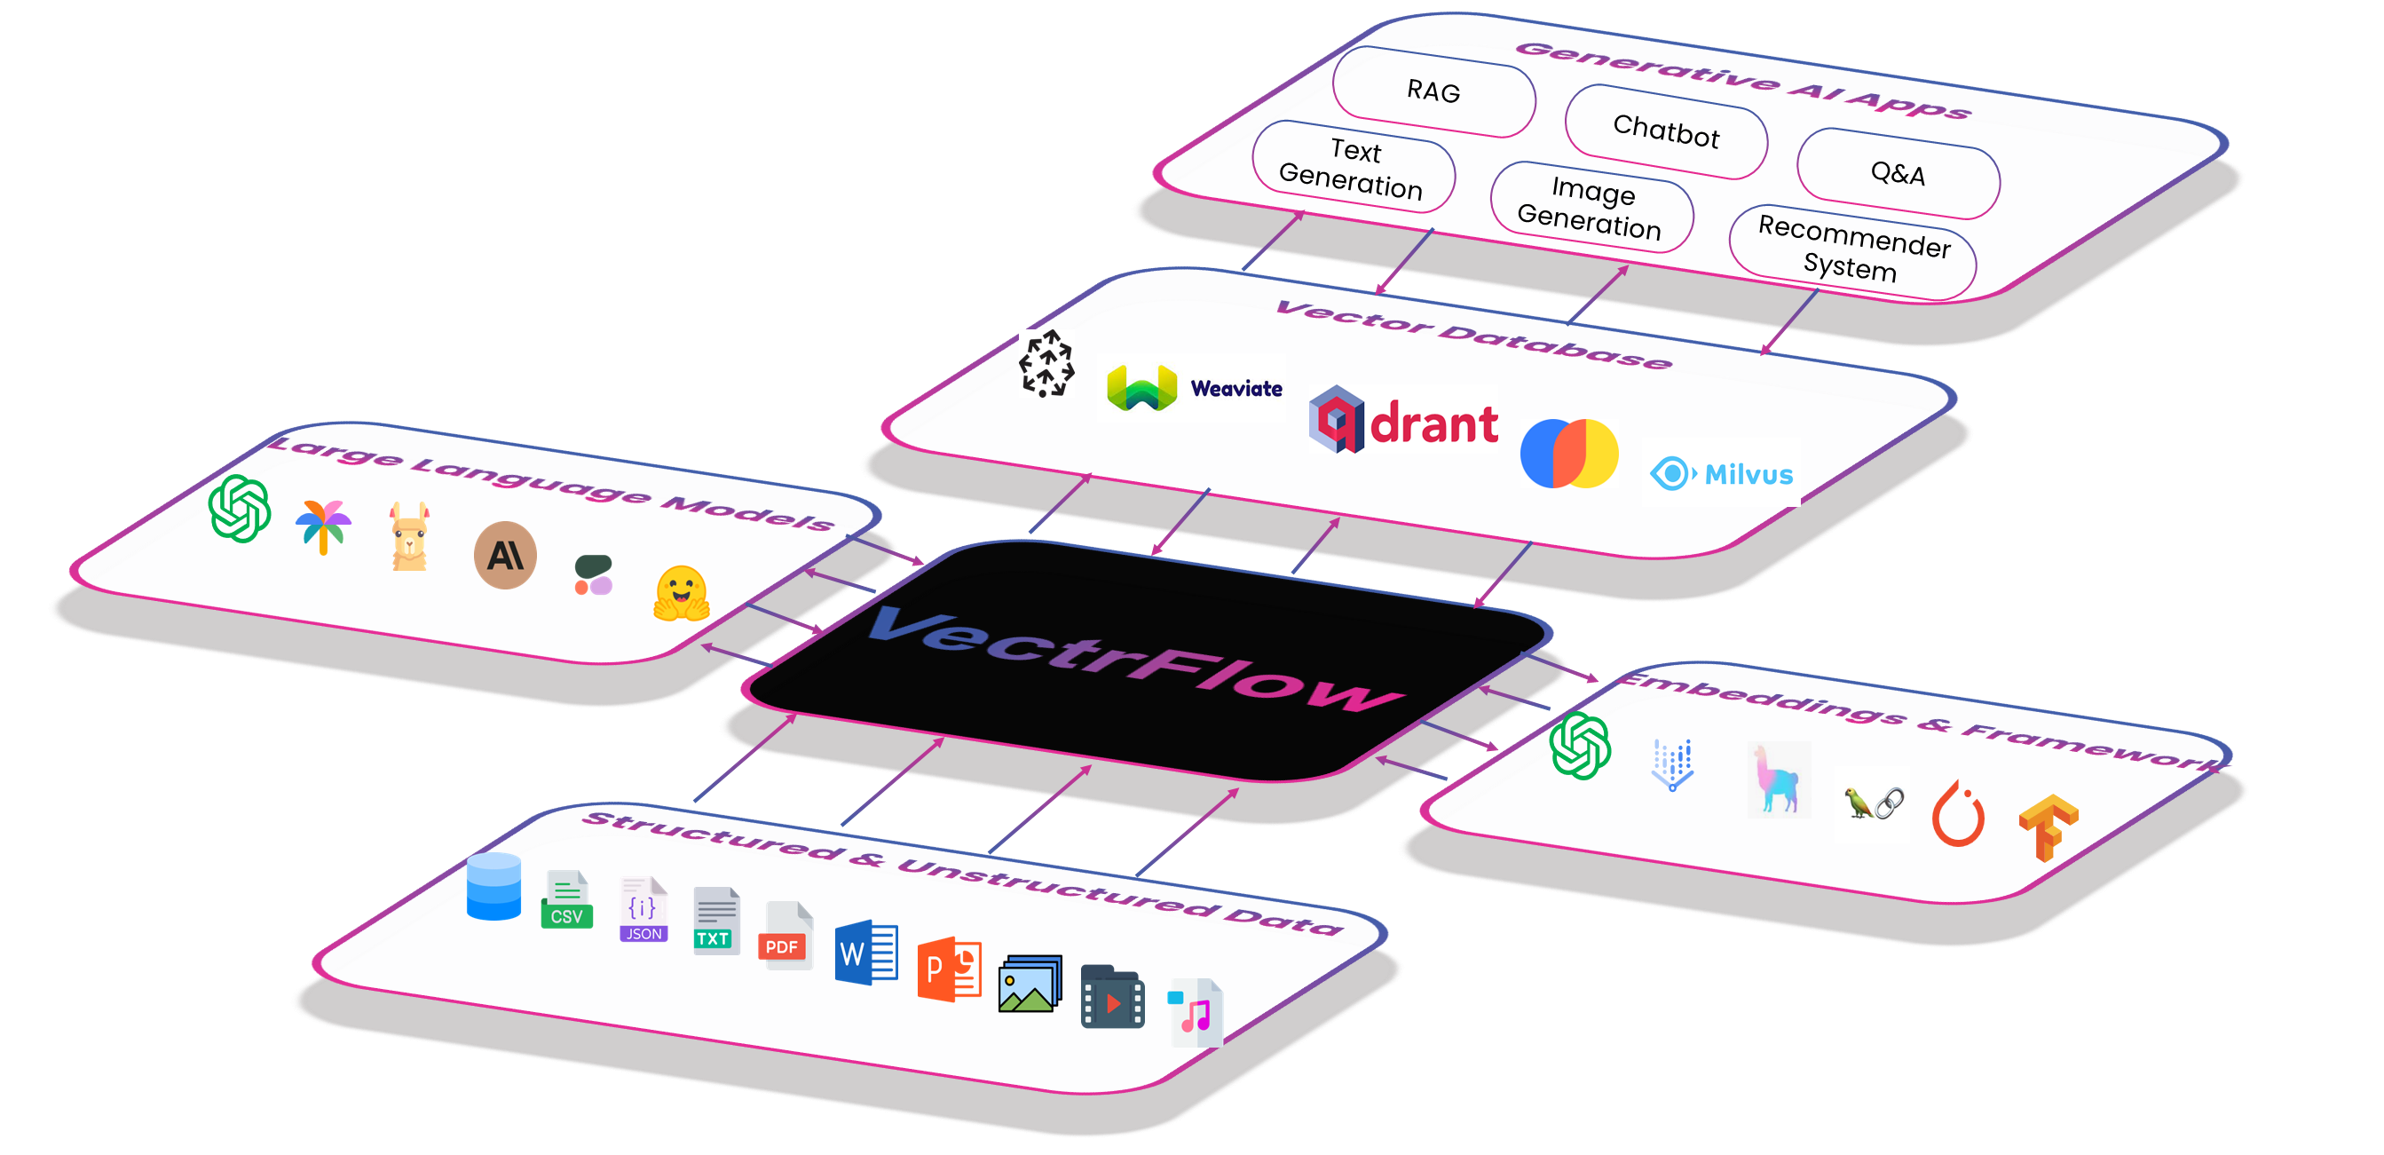 Generative AI Apps
RAG
Chatbot
Q&A
Text
Generation
Image
Generation
Recommender
System
Vector Database
Weaviate
qdrant
Milvus
Large Language Models
AI
VectrFlow
Embeddings & Framework
Structured & Unstructured Data
CSV
{i}
JSON
TXT
PDF
W
P